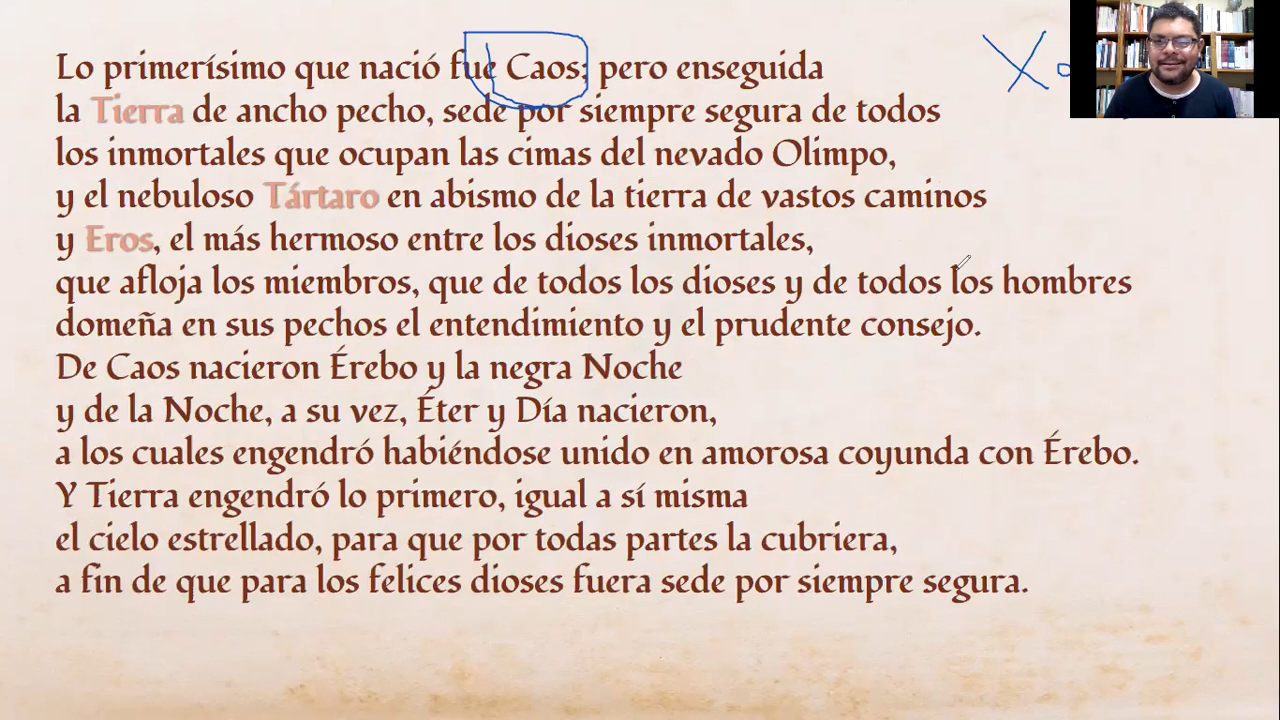 Lo primerísimo que nació fue Caos; pero enseguida
la Tierra de ancho pecho, sede por siempre segura de todos
los inmortales que ocupan las cimas del nevado Olimpo,
y el nebuloso Tártaro en abismo de la tierra de vastos caminos
y Eros, el más hermoso entre los dioses inmortales,
que afloja los miembros, que de todos los dioses y de todos los hombres
domeña en sus pechos el entendimiento y el prudente consejo.
De Caos nacieron Érebo y la negra Noche
y de la Noche, a su vez, Éter y Día nacieron,
a los cuales engendró habiéndose unido en amorosa coyunda con Érebo.
Y Tierra engendró lo primero, igual a sí misma
el cielo estrellado, para que por todas partes la cubriera,
a fin de que para los felices dioses fuera sede por siempre segura.